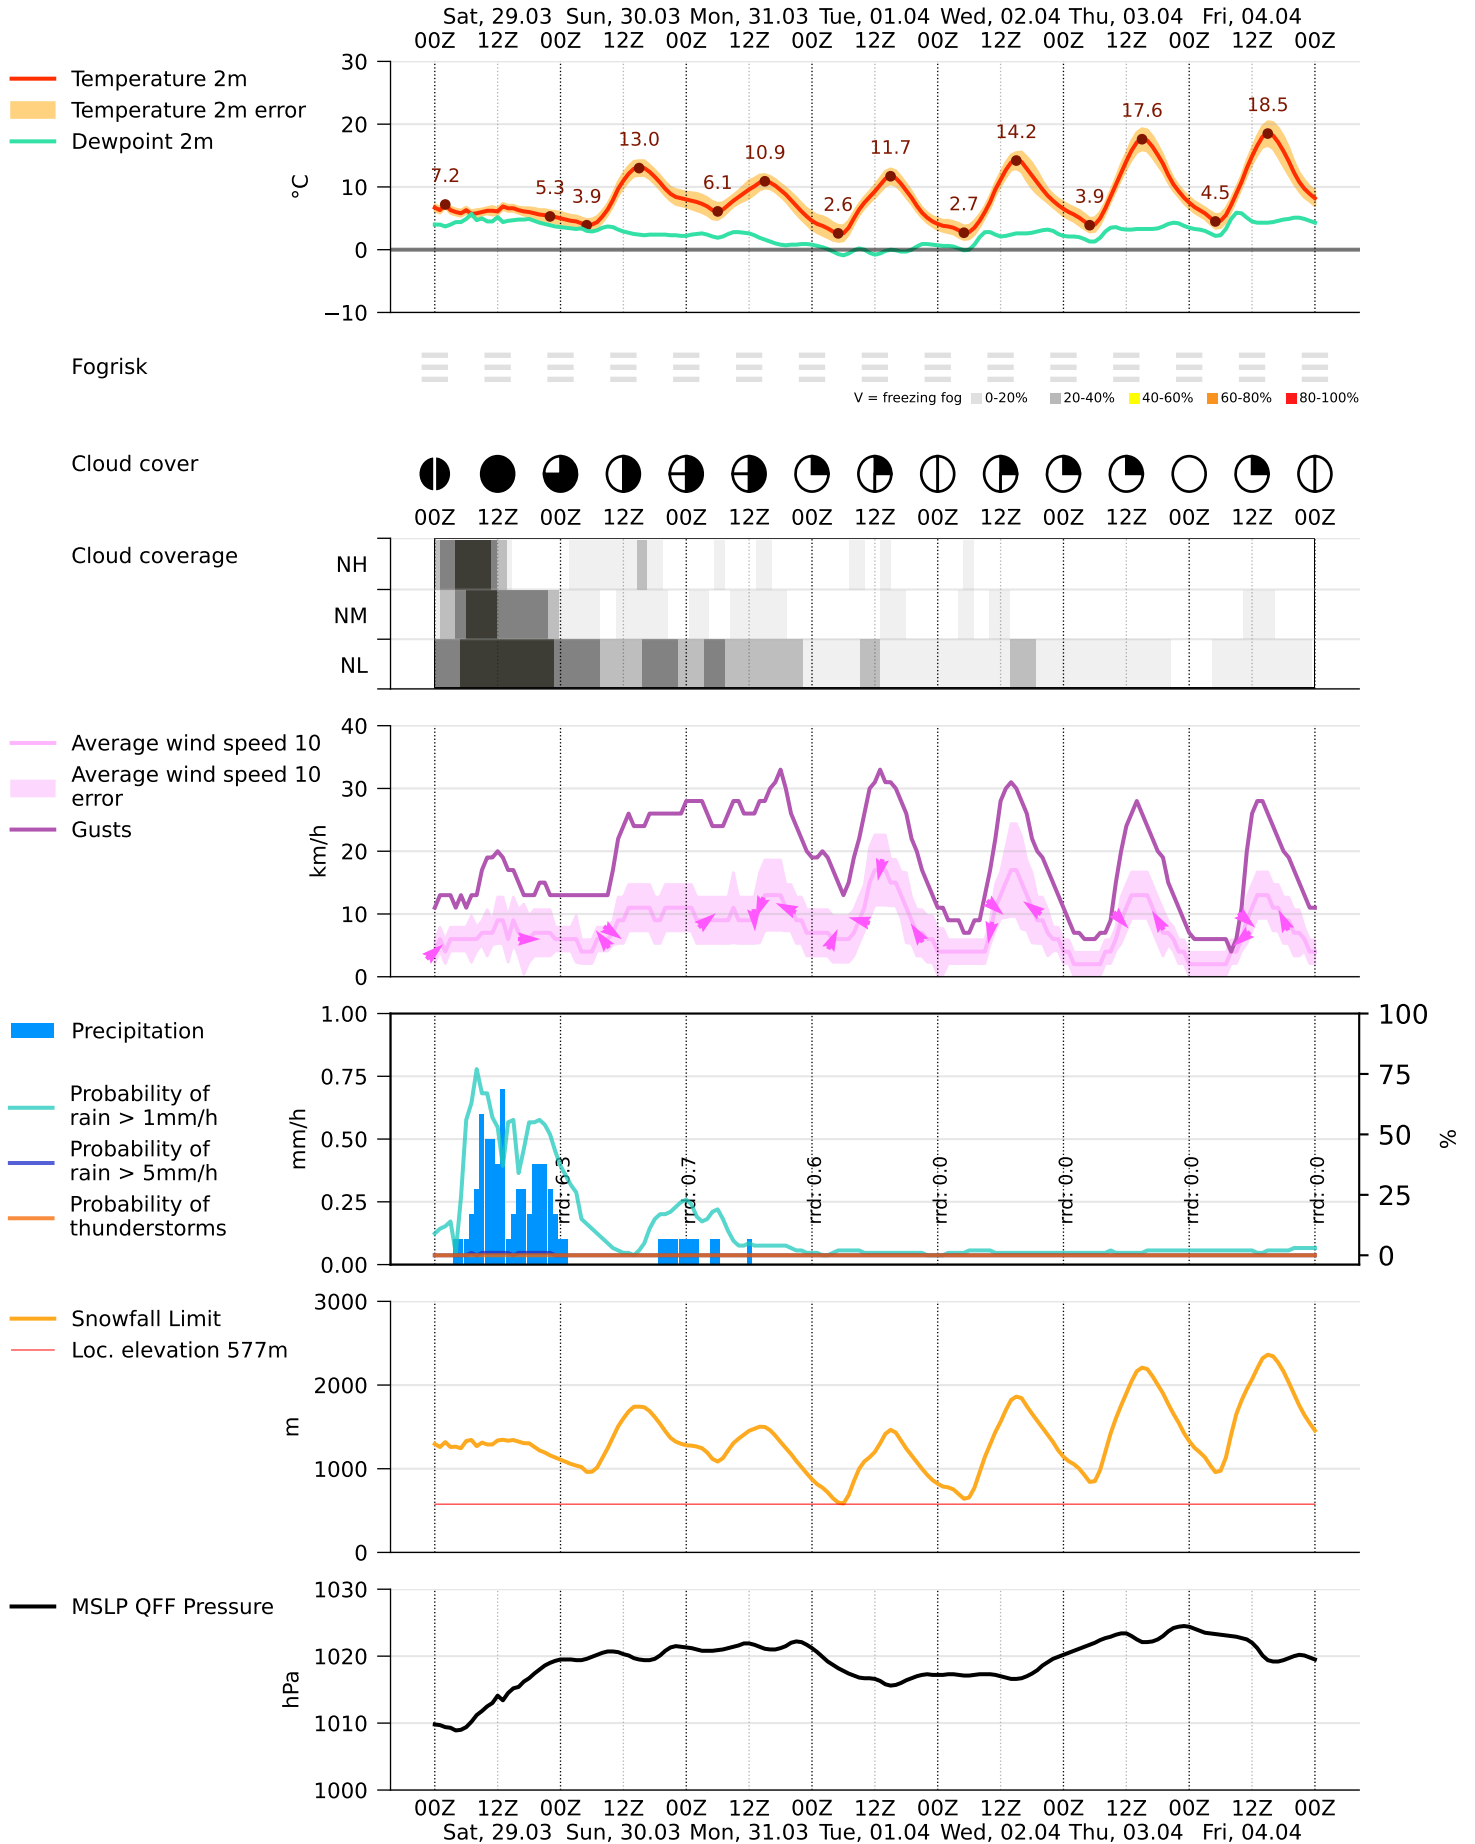 Sat, 29.03 Sun, 30.03 Mon, 31.03 Tue, 01.04 Wed, 02.04 Thu, 03.04 Fri, 04.04
00Z 12Z 00Z 12Z 00Z 12Z 00Z 12Z 00Z 12Z 00Z 12Z 00Z 12Z 00Z
Temperature 2m
Temperature 2m error
Dewpoint 2m
°C
30
20
10
0
−10
7.2 5.3 3.9 13.0 6.1 10.9 2.6 11.7 2.7 14.2 3.9 17.6 4.5 18.5
Fogrisk
V = freezing fog 0-20% 20-40% 40-60% 60-80% 80-100%
Cloud cover
00Z 12Z 00Z 12Z 00Z 12Z 00Z 12Z 00Z 12Z 00Z 12Z 00Z 12Z 00Z
Cloud coverage
NH
NM
NL
Average wind speed 10
Average wind speed 10
error
Gusts
km/h
40
30
20
10
0
Precipitation
Probability of
rain > 1mm/h
Probability of
rain > 5mm/h
Probability of
thunderstorms
mm/h
1.00
0.75
0.50
0.25
0.00
rrd: 6.3 rrd: 0.7 rrd: 0.6 rrd: 0.0 rrd: 0.0 rrd: 0.0 rrd: 0.0
100
75
50
25
0
%
Snowfall Limit
Loc. elevation 577m
m
3000
2000
1000
0
MSLP QFF Pressure
hPa
1030
1020
1010
1000
00Z 12Z 00Z 12Z 00Z 12Z 00Z 12Z 00Z 12Z 00Z 12Z 00Z 12Z 00Z
Sat, 29.03 Sun, 30.03 Mon, 31.03 Tue, 01.04 Wed, 02.04 Thu, 03.04 Fri, 04.04